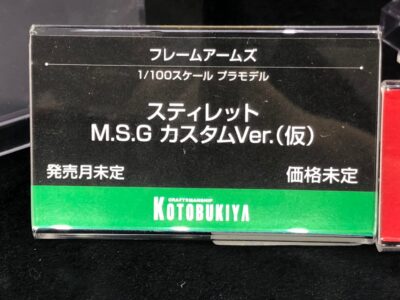 フレームアームズ
1/100スケール プラモデル
スティレット
M.S.G カスタムVer.(仮)
発売月未定 価格未定
CRAFTSMANSHIP
KOTOBUKIYA